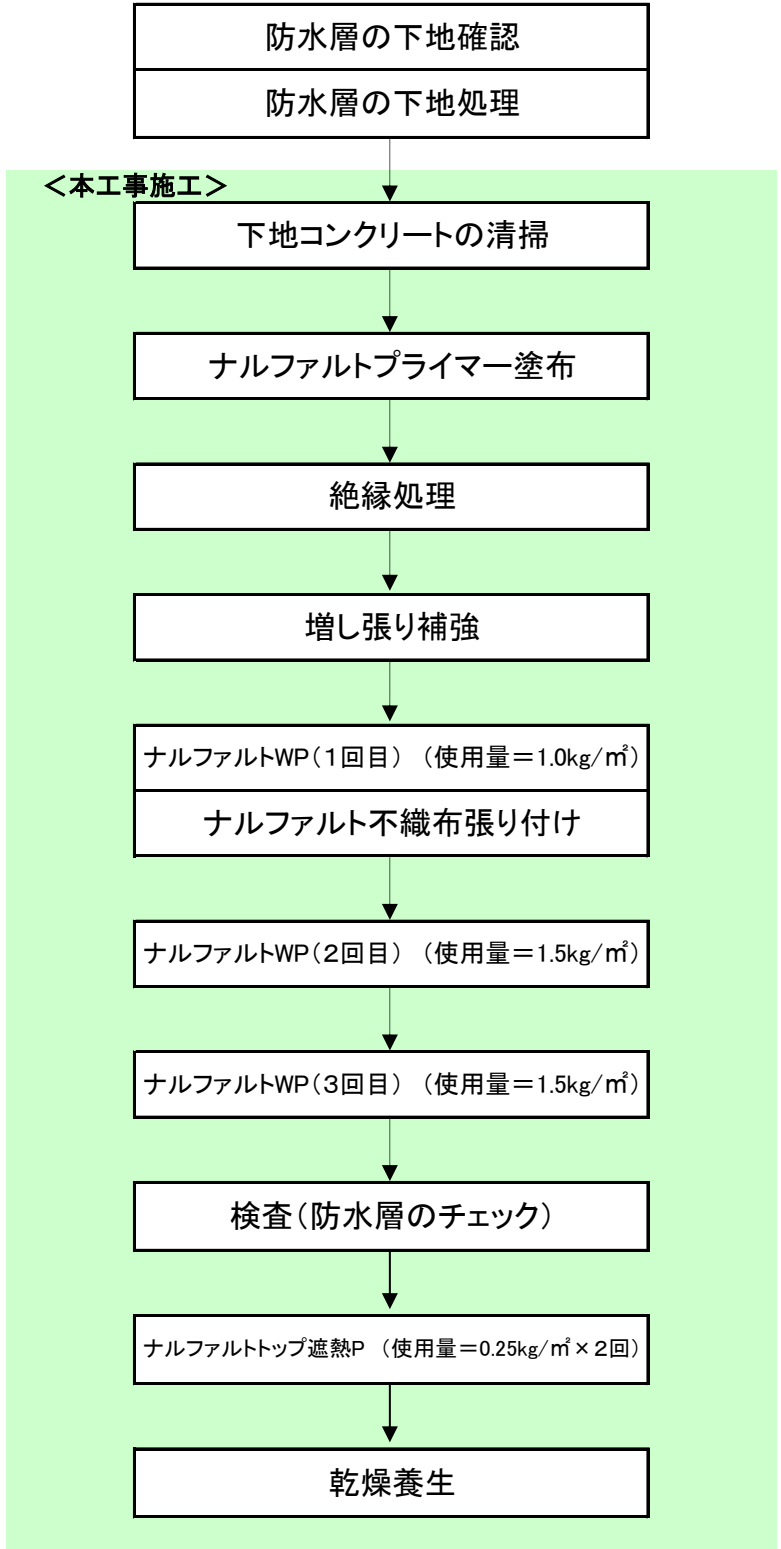 防水層の下地確認
防水層の下地処理
＜本工事施工＞
下地コンクリートの清掃
ナルファルトプライマー塗布
絶縁処理
増し張り補強
ナルファルトWP（１回目）　（使用量＝1.0kg/㎡）
ナルファルト不織布張り付け
ナルファルトWP（２回目）　（使用量＝1.5kg/㎡）
ナルファルトWP（３回目）　（使用量＝1.5kg/㎡）
検査（防水層のチェック）
ナルファルトトップ遮熱P　（使用量＝0.25kg/㎡×２回）
乾燥養生